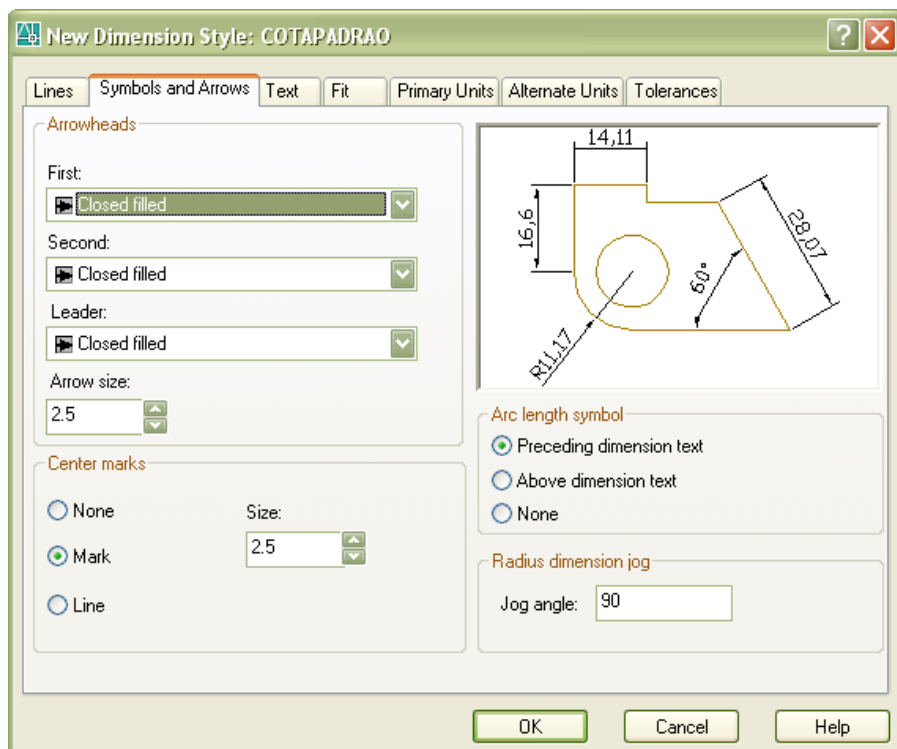 New Dimension Style: COTAPADRAO
Lines Symbols and Arrows Text Fit Primary Units Alternate Units Tolerances
Arrowheads
First:
Closed filled
Second:
Closed filled
Leader:
Closed filled
Arrow size:
2.5
Center marks
None
Mark
Line
Size:
2.5
14,11
16,6
28,07
60°
R11,17
Arc length symbol
Preceding dimension text
Above dimension text
None
Radius dimension jog
Jog angle: 90
OK Cancel Help